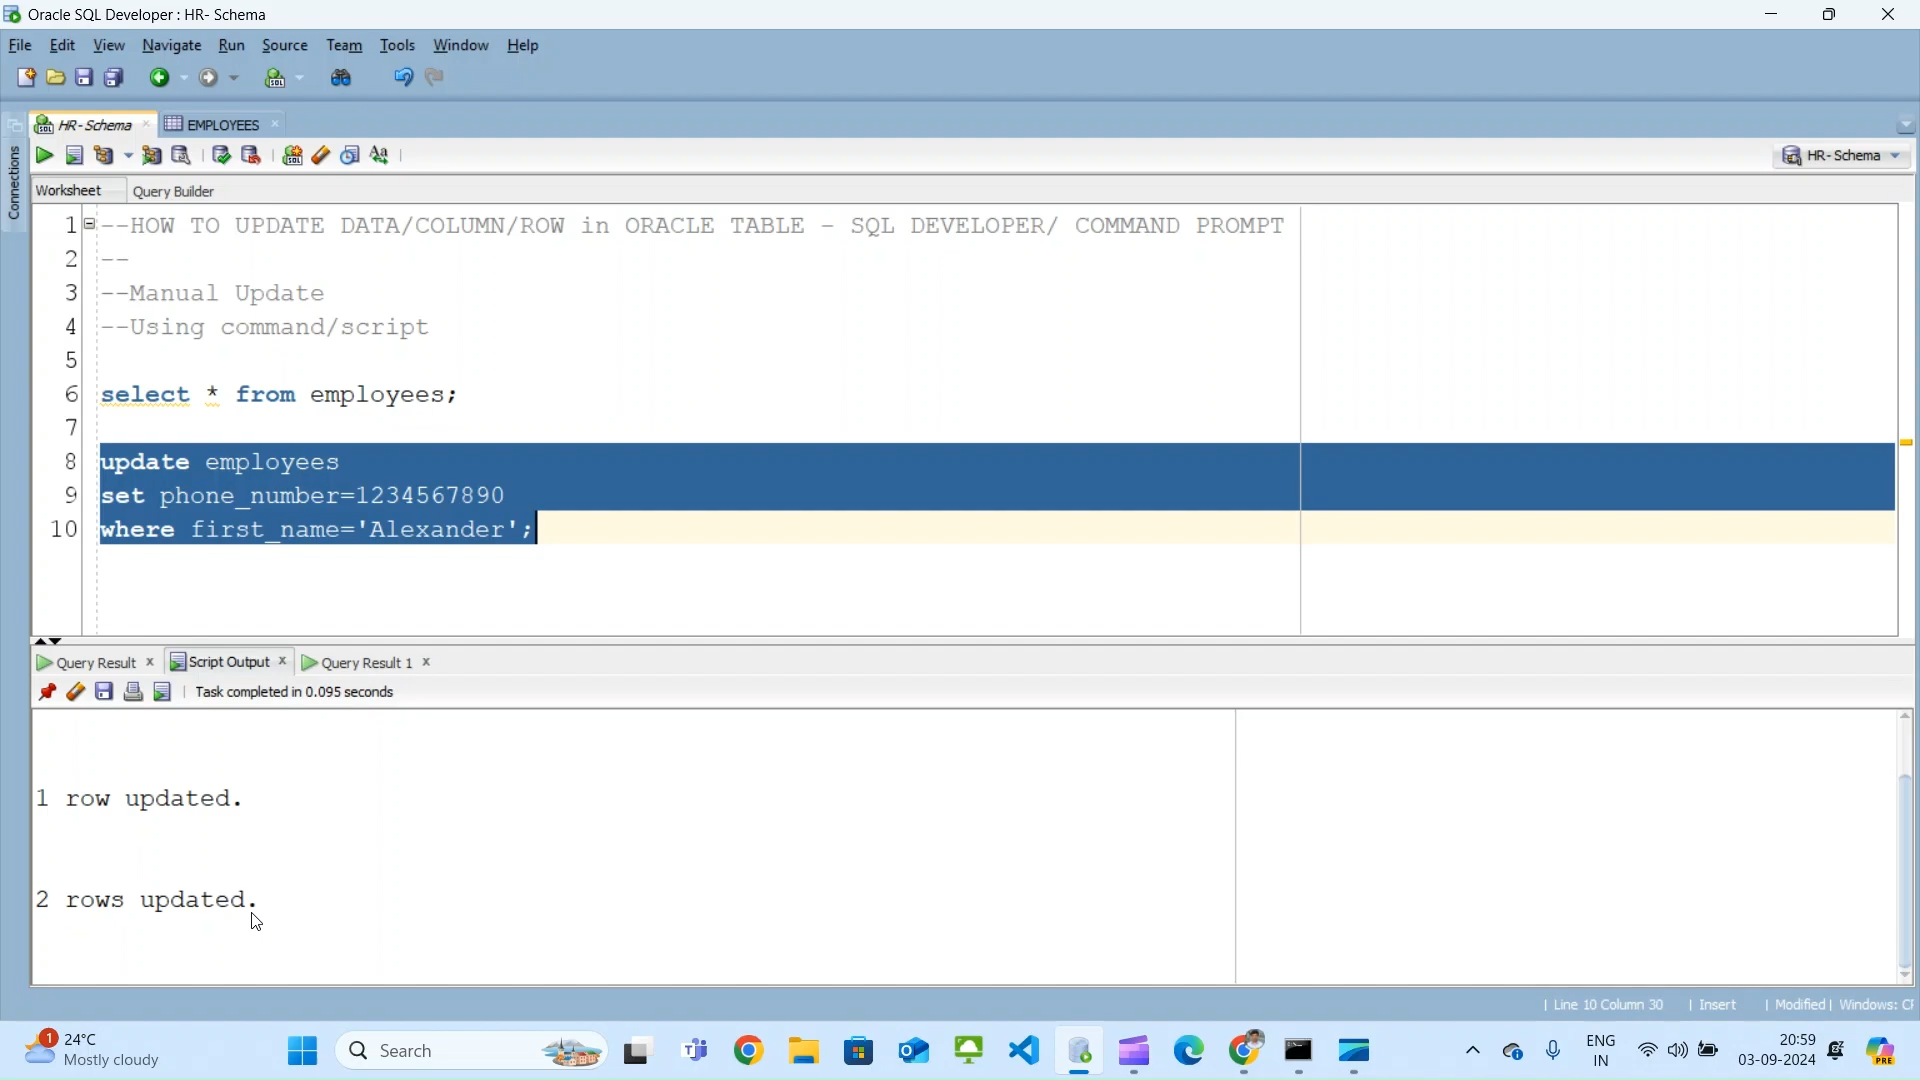 Oracle SQL Developer : HR- Schema
File Edit View Navigate Run Source Team Tools Window Help
HR-Schema EMPLOYEES
HR-Schema
Connections
Worksheet Query Builder
1 --HOW TO UPDATE DATA/COLUMN/ROW in ORACLE TABLE - SQL DEVELOPER/ COMMAND PROMPT
2 --
3 --Manual Update
4 --Using command/script
5
6 select * from employees;
7
8 update employees
9 set phone_number=1234567890
10 where first_name='Alexander';
Query Result Script Output Query Result 1
Task completed in 0.095 seconds
1 row updated.
2 rows updated.
Line 10 Column 30 Insert Modified Windows:
1 24°C
Mostly cloudy
Search
ENG
IN
20:59
03-09-2024
PRE